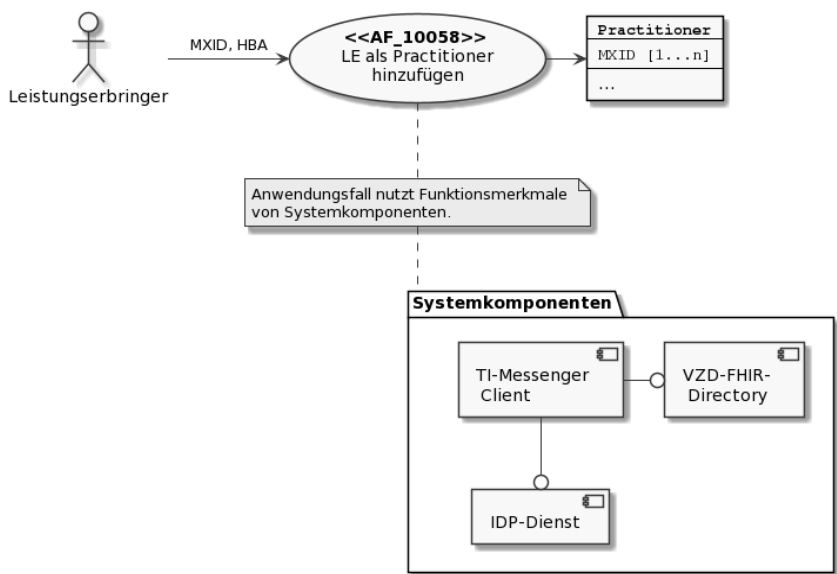 Leistungserbringer
MXID, HBA
<<AF_10058>>
LE als Practitioner
hinzufügen
Practitioner
MXID [1...n]
...
Anwendungsfall nutzt Funktionsmerkmale
von Systemkomponenten.
Systemkomponenten
TI-Messenger
Client
VZD-FHIR-
Directory
IDP-Dienst